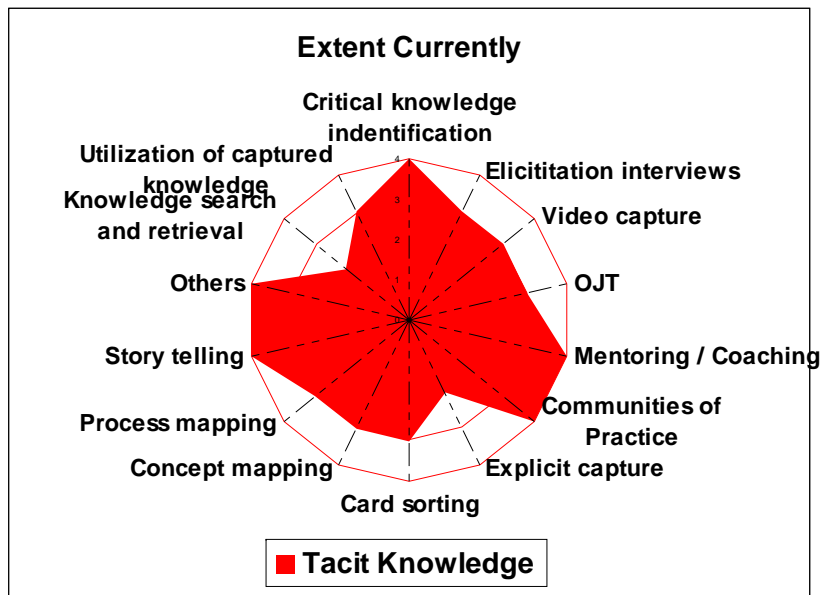 Extent Currently
Critical knowledge
indentification
Utilization of captured
knowledge
Elicititation interviews
Knowledge search
and retrieval
Video capture
Others
OJT
Story telling
Mentoring / Coaching
Process mapping
Communities of
Practice
Concept mapping
Explicit capture
Card sorting
4
3
2
1
0
Tacit Knowledge